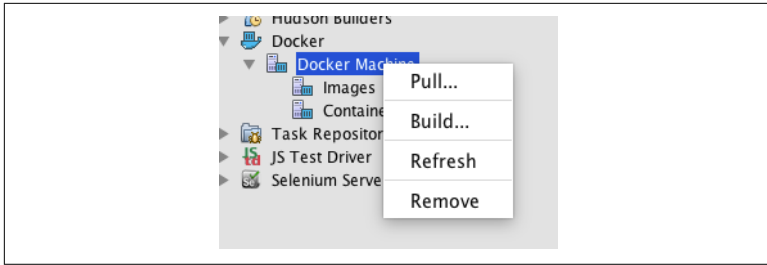 Hudson Builders
Docker
Docker Machine
Images
Containe
Task Repositor
JS Test Driver
Selenium Serve
Pull...
Build...
Refresh
Remove